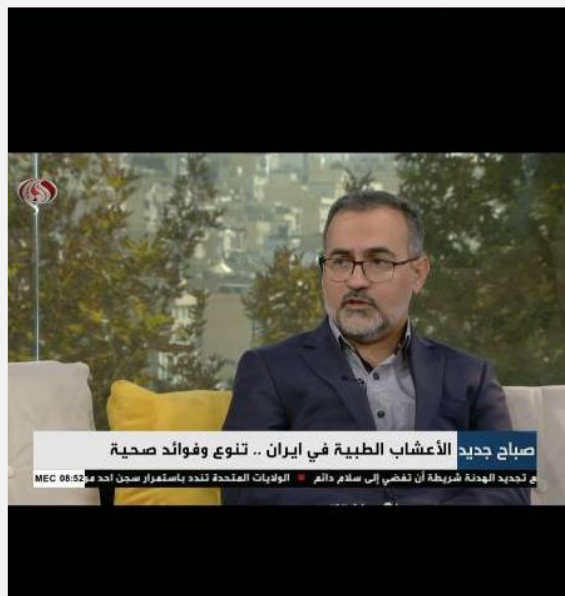 صباح جديد الأعشاب الطبية في ايران .. تنوع وفوائد صحية
تجديد الهدنة شريطة أن تفضي إلى سلام دائم ■ الولايات المتحدة تندد باستمرار سجن احد
MEC 08:52